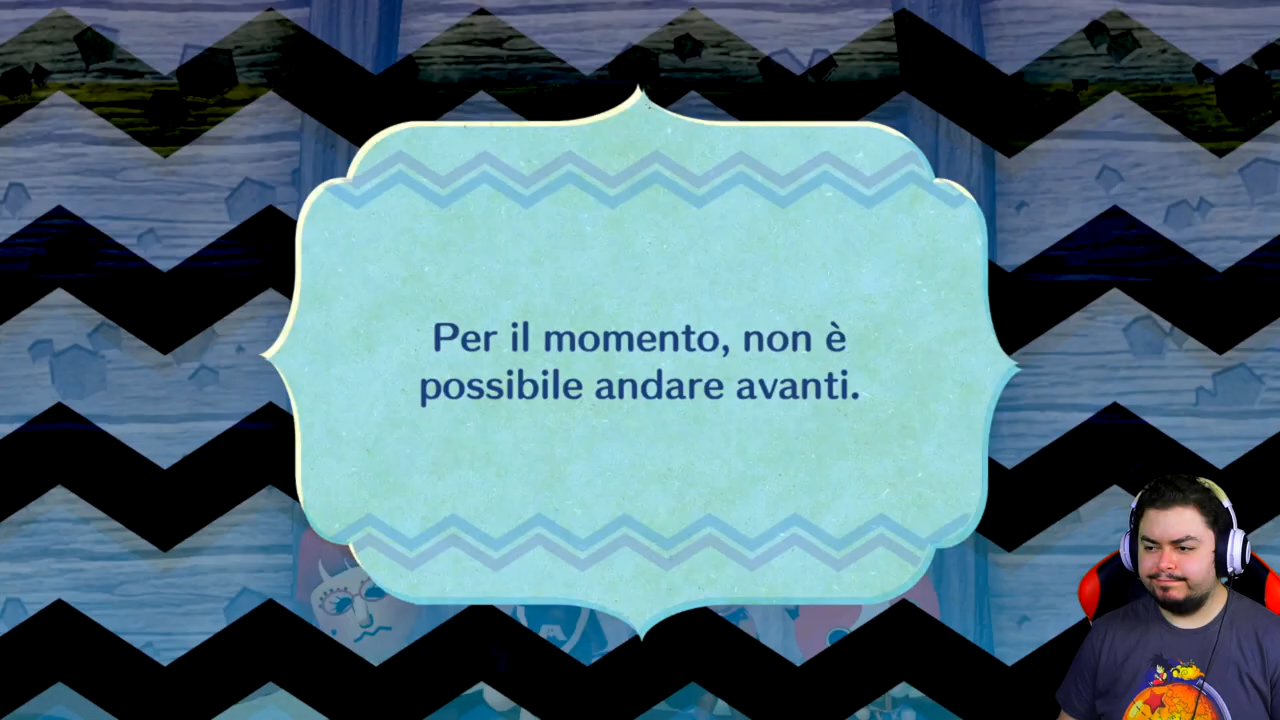 Per il momento, non è
possibile andare avanti.